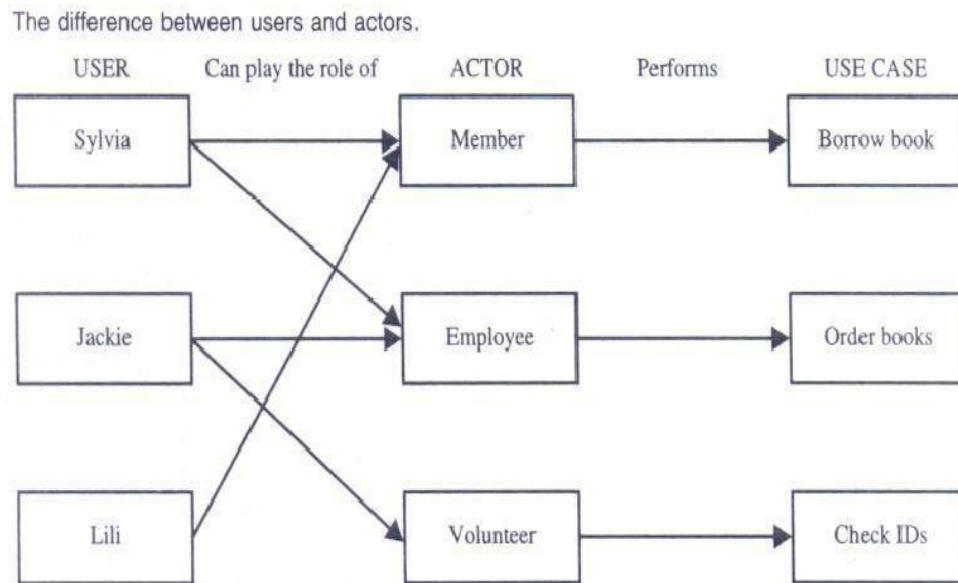 The difference between users and actors.
USER Can play the role of ACTOR Performs USE CASE
Sylvia Member Borrow book
Jackie Employee Order books
Lili Volunteer Check IDs